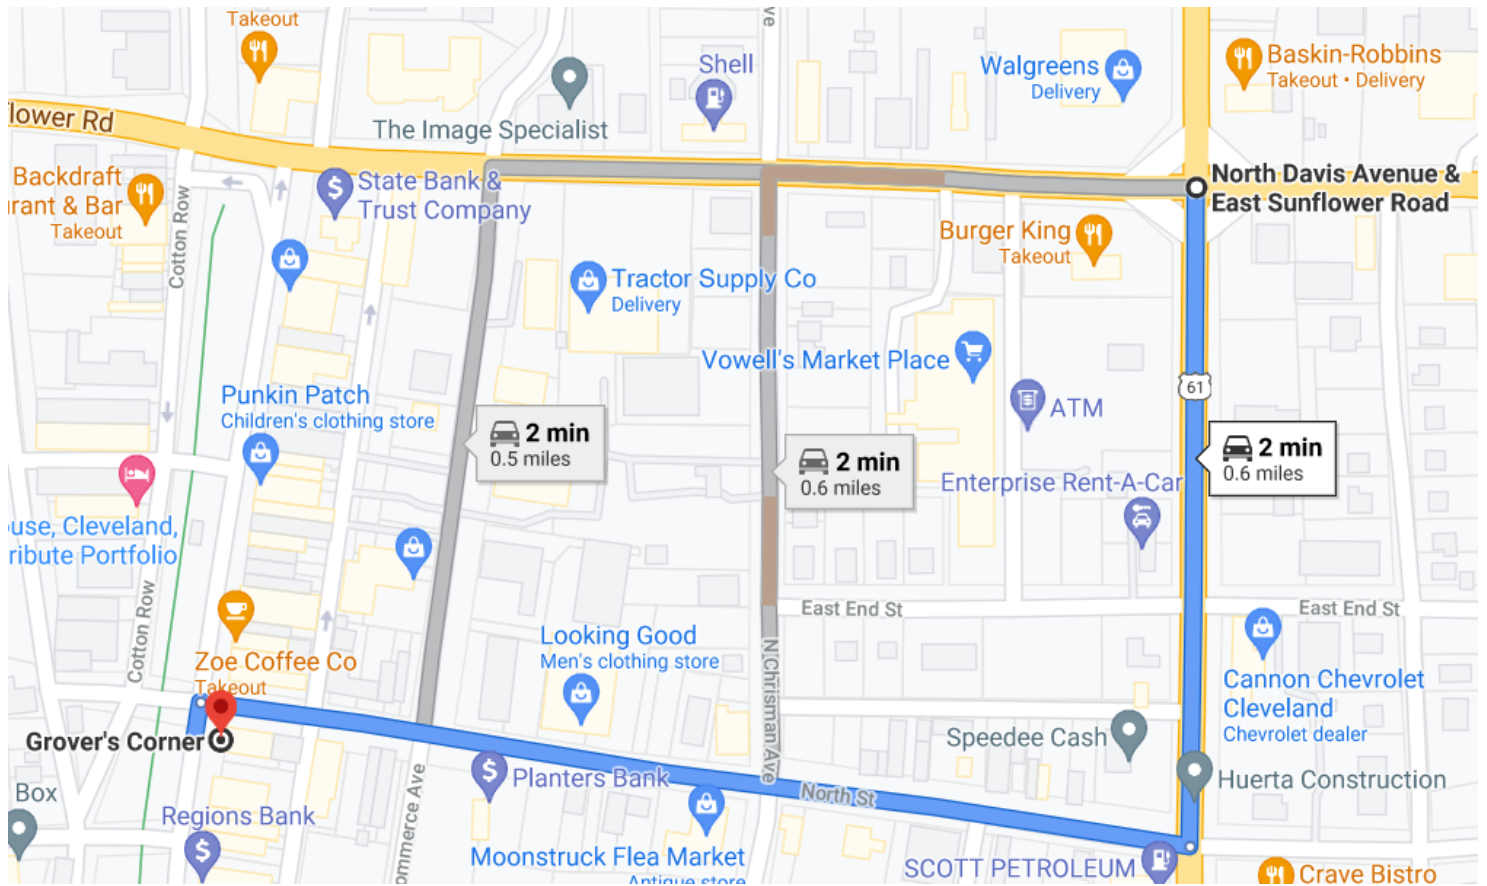 Takeout
Ve
Shell
Walgreens
Delivery
Baskin-Robbins
Takeout • Delivery
The Image Specialist
lower Rd
Backdraft
rant & Bar
Takeout
State Bank &
Trust Company
North Davis Avenue &
East Sunflower Road
Cotton Row
Burger King
Takeout
Tractor Supply Co
Delivery
Vowell's Market Place
61
ATM
Punkin Patch
Children's clothing store
2 min
0.5 miles
2 min
0.6 miles
2 min
0.6 miles
Enterprise Rent-A-Car
ouse, Cleveland,
ribute Portfolio
Cotton Row
East End St
East End St
Looking Good
Men's clothing store
Zoe Coffee Co
Takeout
N Chrisman Ave
Cannon Chevrolet
Cleveland
Chevrolet dealer
Grover's Corner
Speedee Cash
Planters Bank
Huerta Construction
North St
Box
Regions Bank
ommerce Ave
Moonstruck Flea Market
Antique store
SCOTT PETROLEUM
Crave Bistro